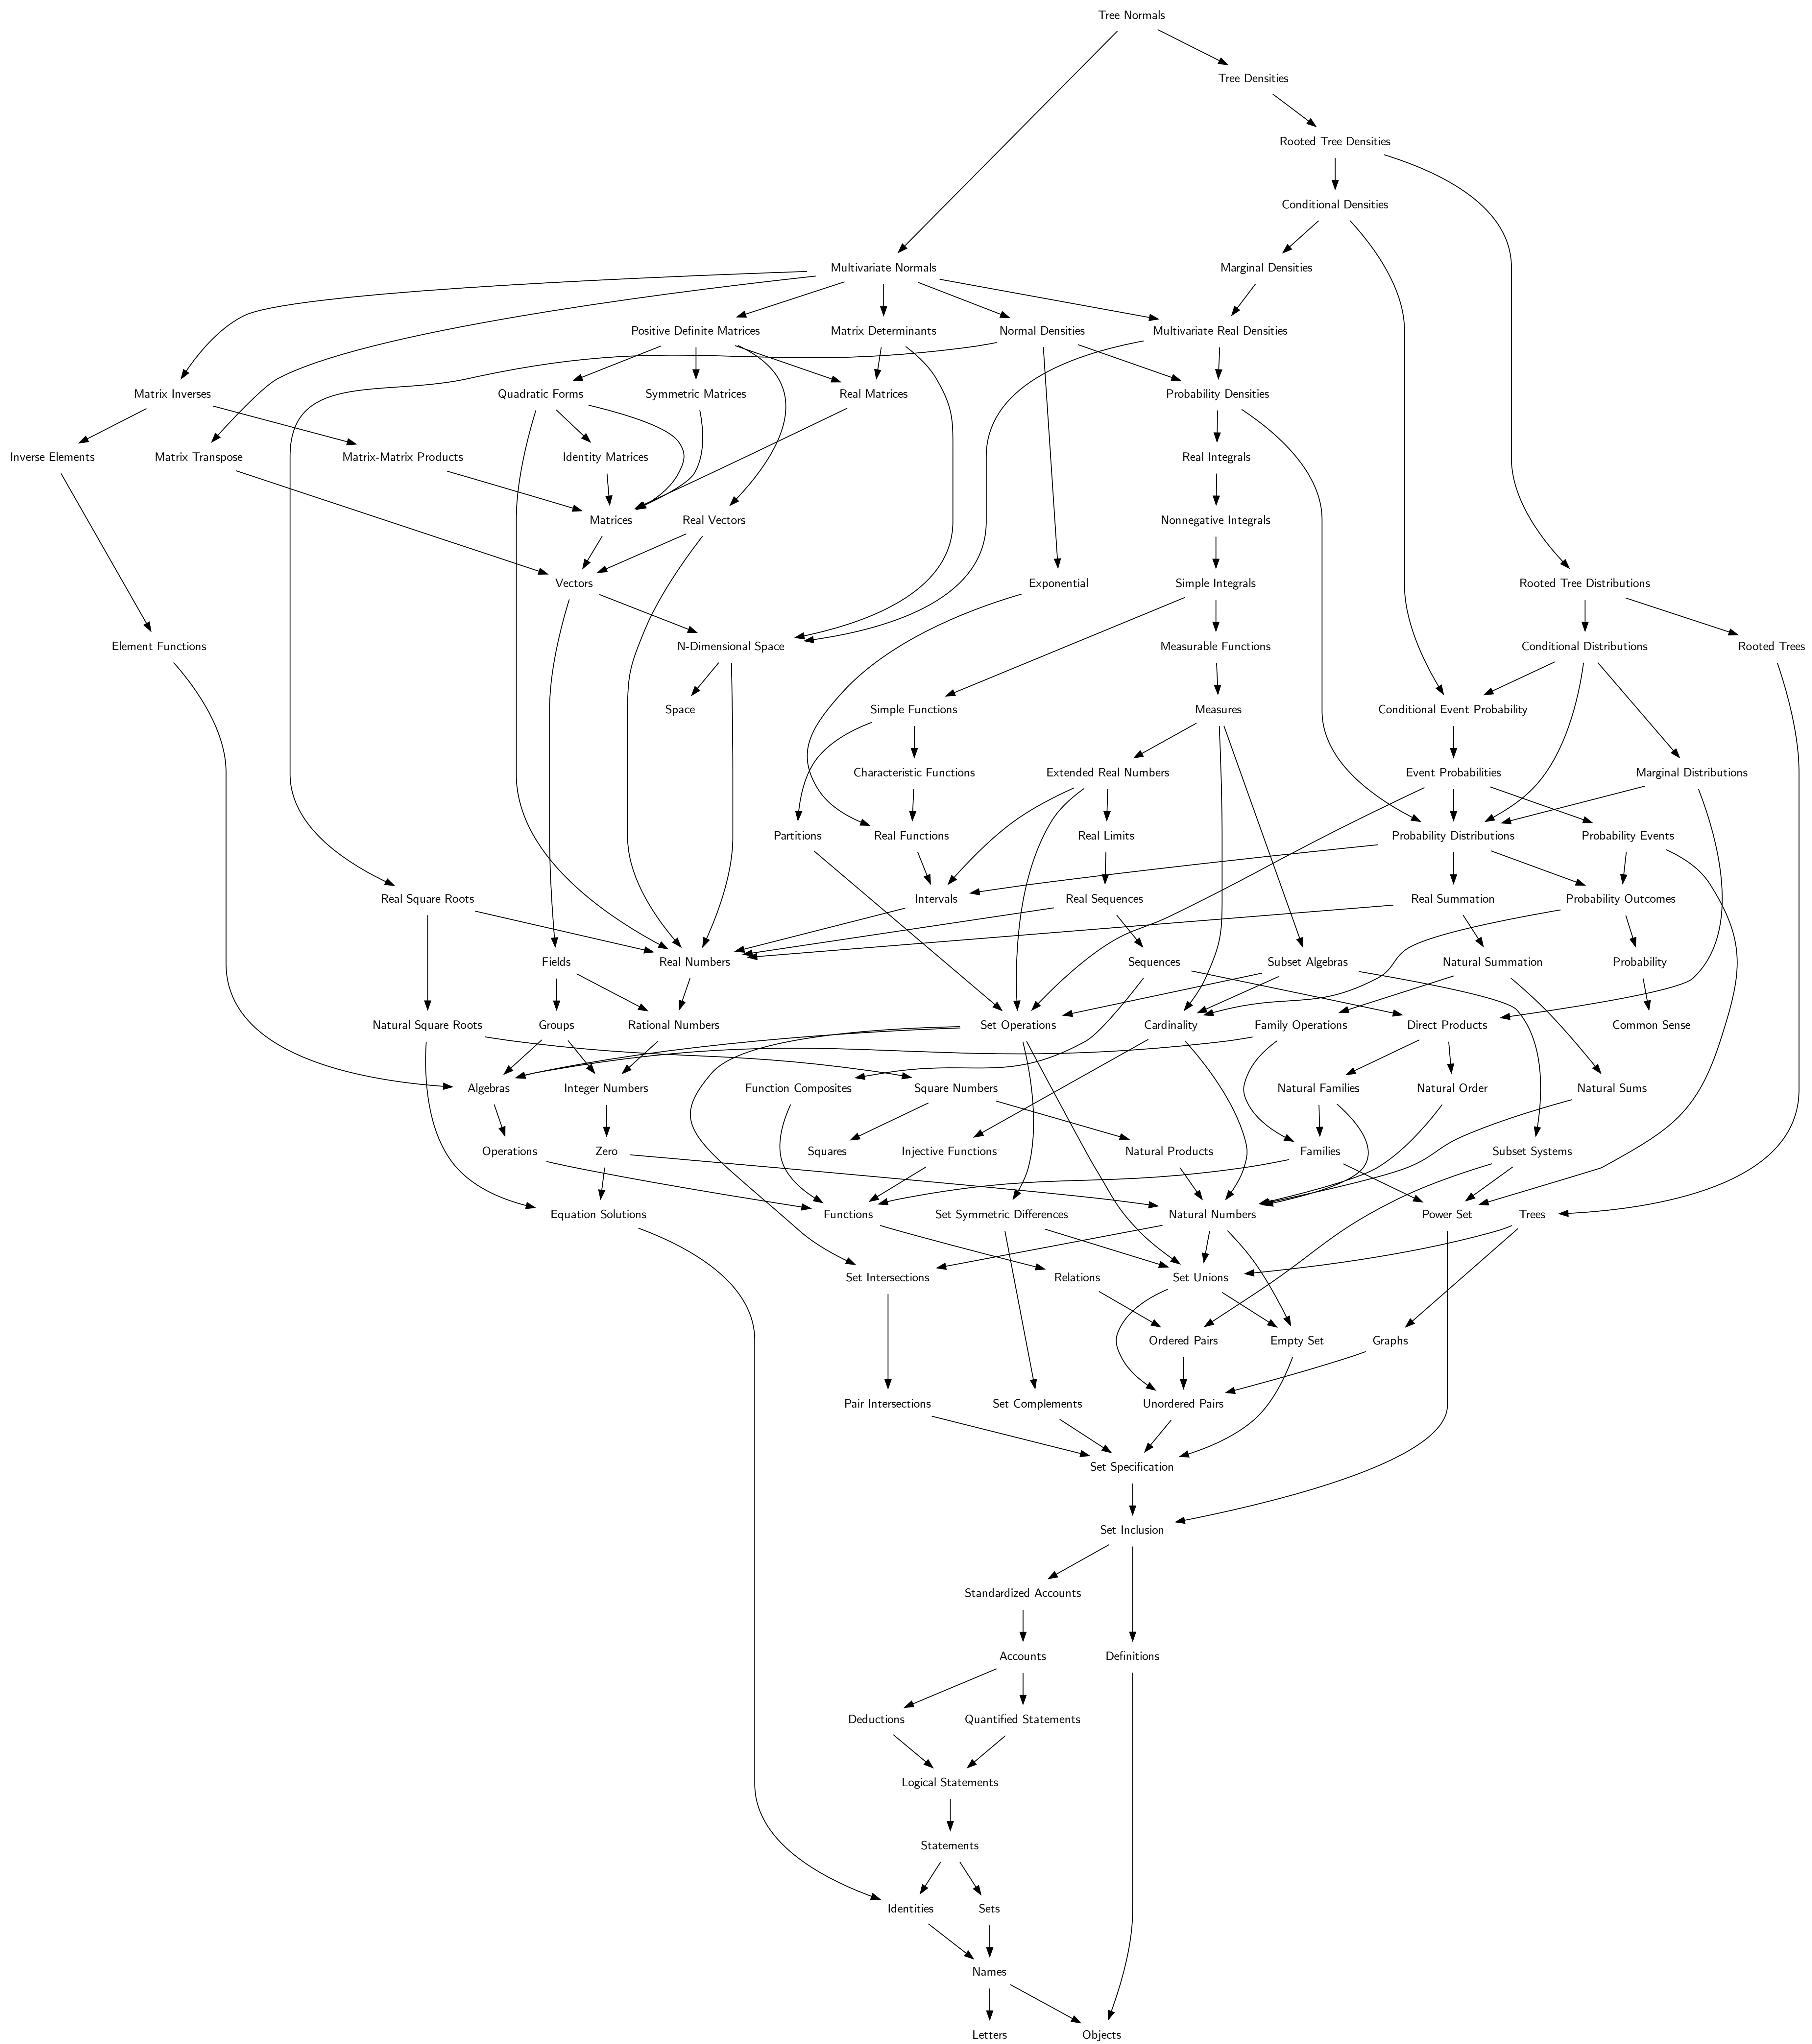 Tree Normals
Tree Densities
Rooted Tree Densities
Conditional Densities
Multivariate Normals
Marginal Densities
Positive Definite Matrices
Matrix Determinants
Normal Densities
Multivariate Real Densities
Matrix Inverses
Quadratic Forms
Symmetric Matrices
Real Matrices
Probability Densities
Inverse Elements
Matrix Transpose
Matrix-Matrix Products
Identity Matrices
Real Integrals
Matrices
Real Vectors
Nonnegative Integrals
Vectors
Exponential
Simple Integrals
Rooted Tree Distributions
Element Functions
N-Dimensional Space
Measurable Functions
Conditional Distributions
Rooted Trees
Space
Simple Functions
Measures
Conditional Event Probability
Characteristic Functions
Extended Real Numbers
Event Probabilities
Marginal Distributions
Partitions
Real Functions
Real Limits
Probability Distributions
Probability Events
Real Square Roots
Intervals
Real Sequences
Real Summation
Probability Outcomes
Fields
Real Numbers
Sequences
Subset Algebras
Natural Summation
Probability
Natural Square Roots
Groups
Rational Numbers
Set Operations
Cardinality
Family Operations
Direct Products
Common Sense
Algebras
Integer Numbers
Function Composites
Square Numbers
Natural Families
Natural Order
Natural Sums
Operations
Zero
Squares
Injective Functions
Natural Products
Families
Subset Systems
Equation Solutions
Functions
Set Symmetric Differences
Natural Numbers
Power Set
Trees
Set Intersections
Relations
Set Unions
Ordered Pairs
Empty Set
Graphs
Pair Intersections
Set Complements
Unordered Pairs
Set Specification
Set Inclusion
Standardized Accounts
Accounts
Definitions
Deductions
Quantified Statements
Logical Statements
Statements
Identities
Sets
Names
Letters
Objects